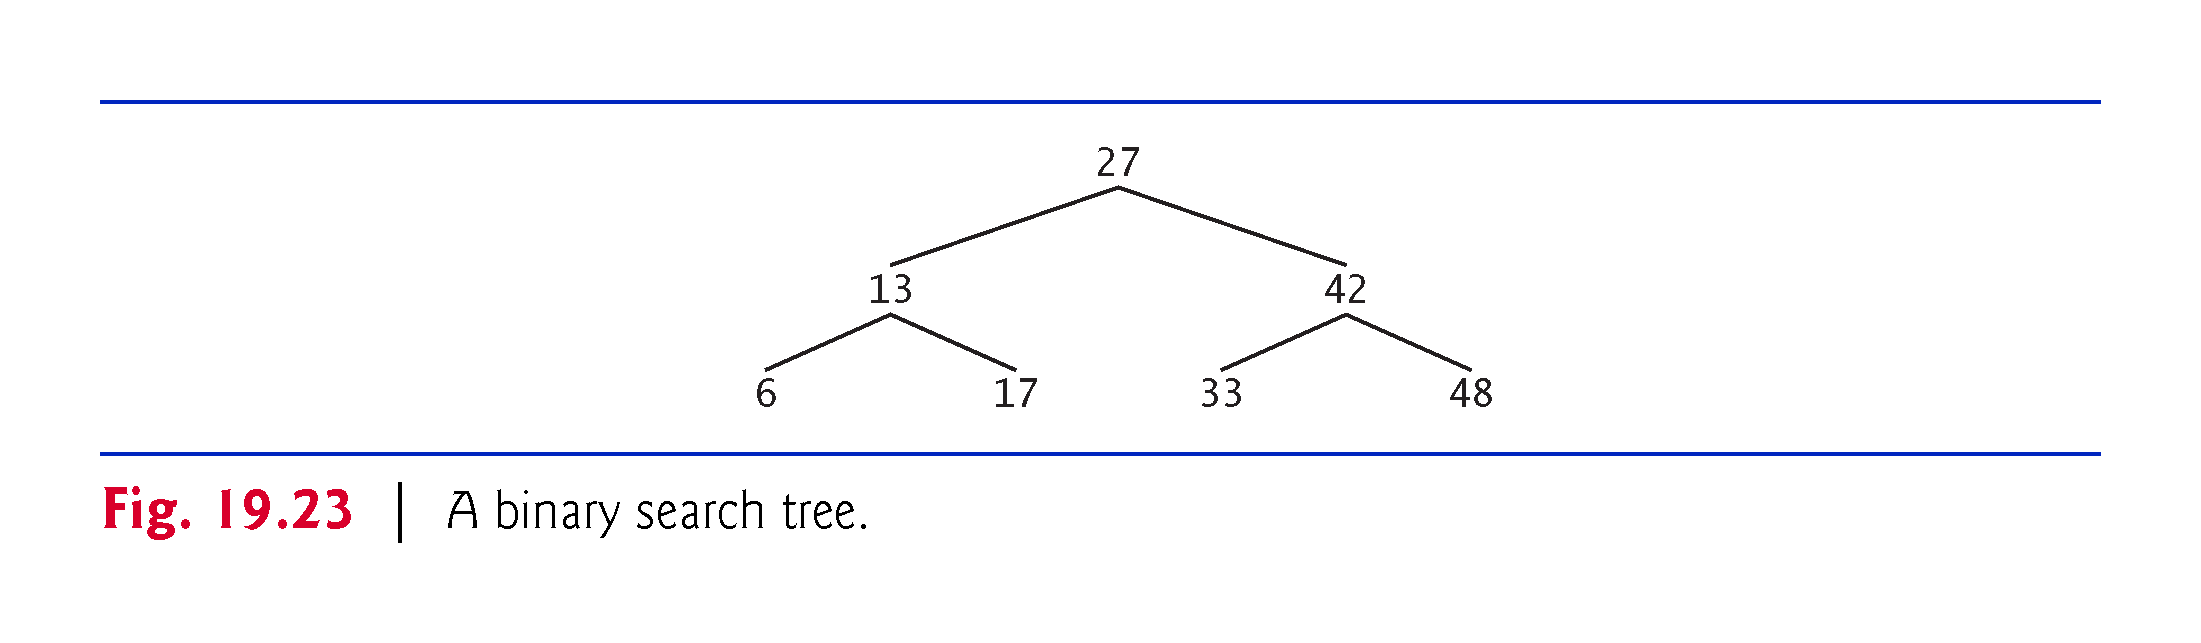 27
13 42
6 17 33 48
Fig. 19.23 | A binary search tree.